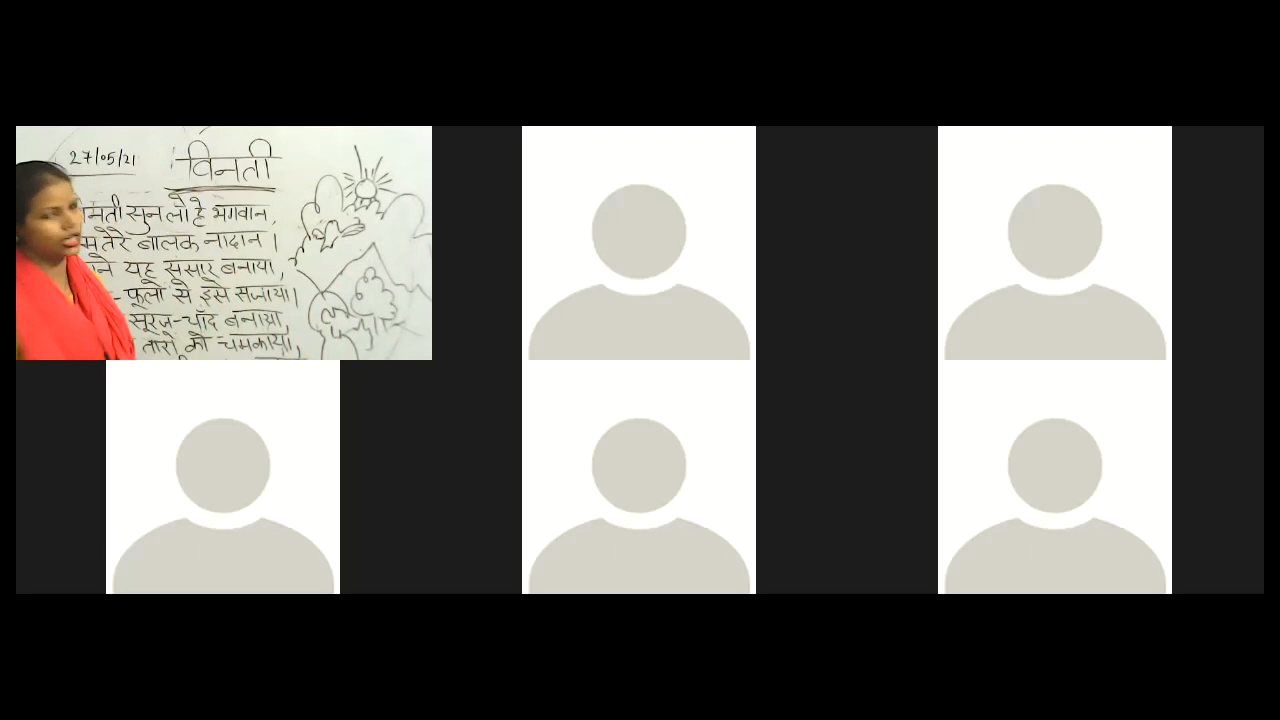 27/05/21
विनती
सुन लो हे भगवान,
तेरे बालक नादान।
यह संसार बनाया,
फूलों से इसे सजाया।
सूरज-चाँद बनाया,
तारों को चमकाया,